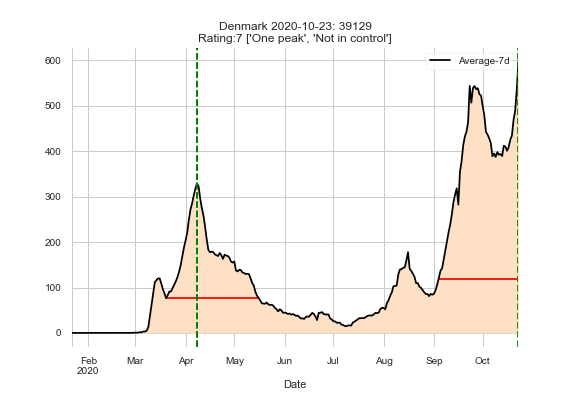 Denmark 2020-10-23: 39129
Rating:7 ['One peak', 'Not in control']
Average-7d
600
500
400
300
200
100
0
Feb Mar Apr May Jun Jul Aug Sep Oct
2020
Date